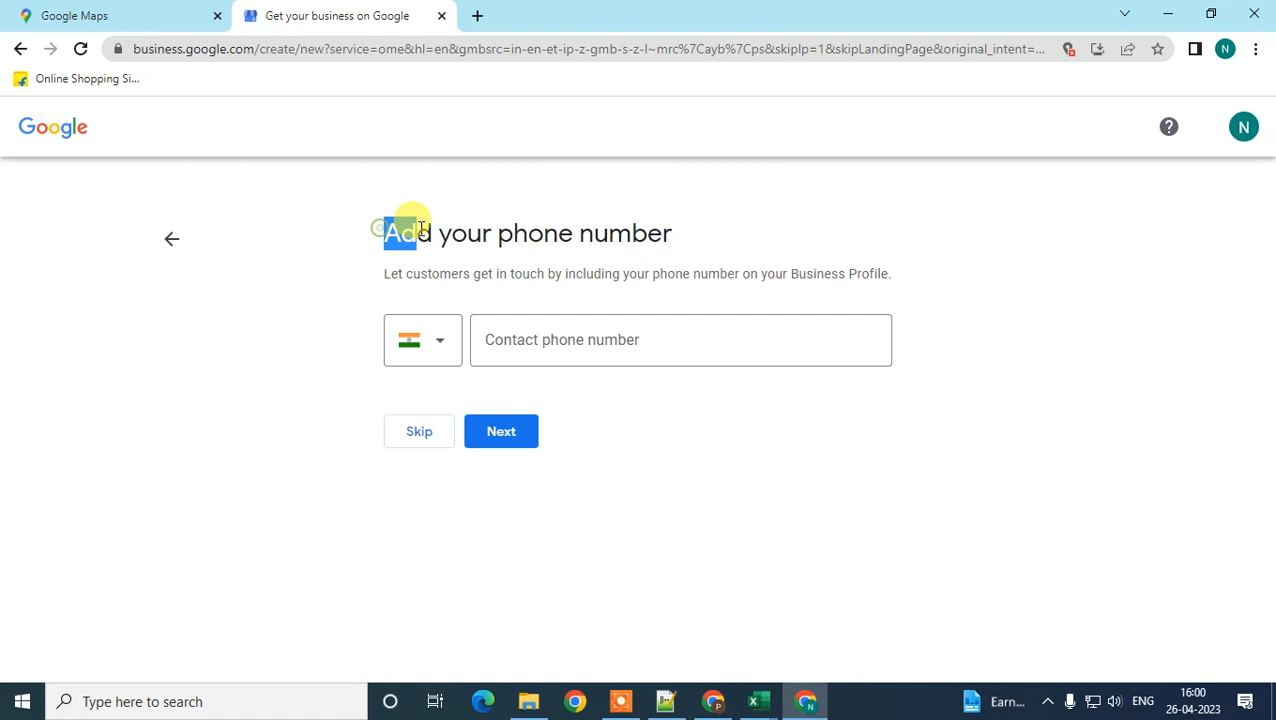 Google Maps
Get your business on Google
business.google.com/create/new?service=ome&hl=en&gmbsrc=in-en-et-ip-z-gmb-s-z-l~mrc%7Cayb%7Cps&skipIp=1&skipLandingPage&original_intent=...
N
Online Shopping Si...
Google
N
Add your phone number
Let customers get in touch by including your phone number on your Business Profile.
Contact phone number
Skip
Next
Type here to search
Earn...
ENG
16:00
26-04-2023